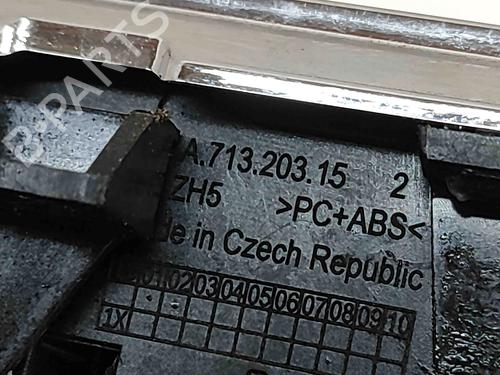 B-PARTS
A.713.203.15 2
ZH5 >PC+ABS<
in Czech Republic
01 02 03 04 05 06 07 08 09 10
1X